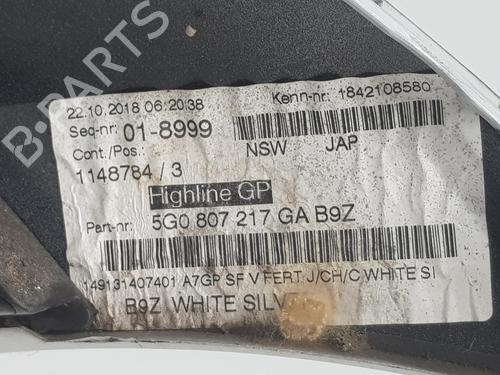 22.10.2018 06:20:38 Kenn-nr: 1842108580
Seq-nr: 01-8999
NSW JAP
Cont./Pos.:
1148784 / 3
Highline GP
Part-nr: 5G0 807 217 GA B9Z
149131407401 A7GP SF V FERT J/CH/C WHITE SI
B9Z WHITE SILV
B-PARTS